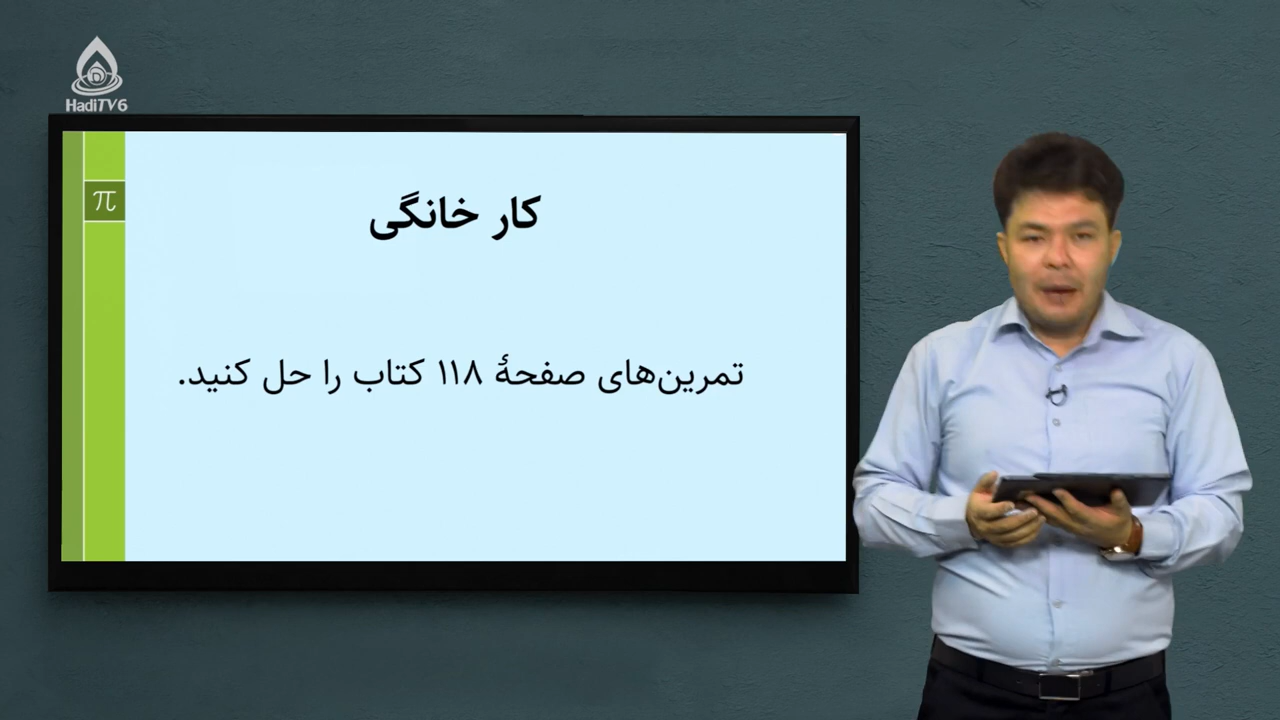 HadiTV6
π
کار خانگی
تمرین‌های صفحهٔ ۱۱۸ کتاب را حل کنید.